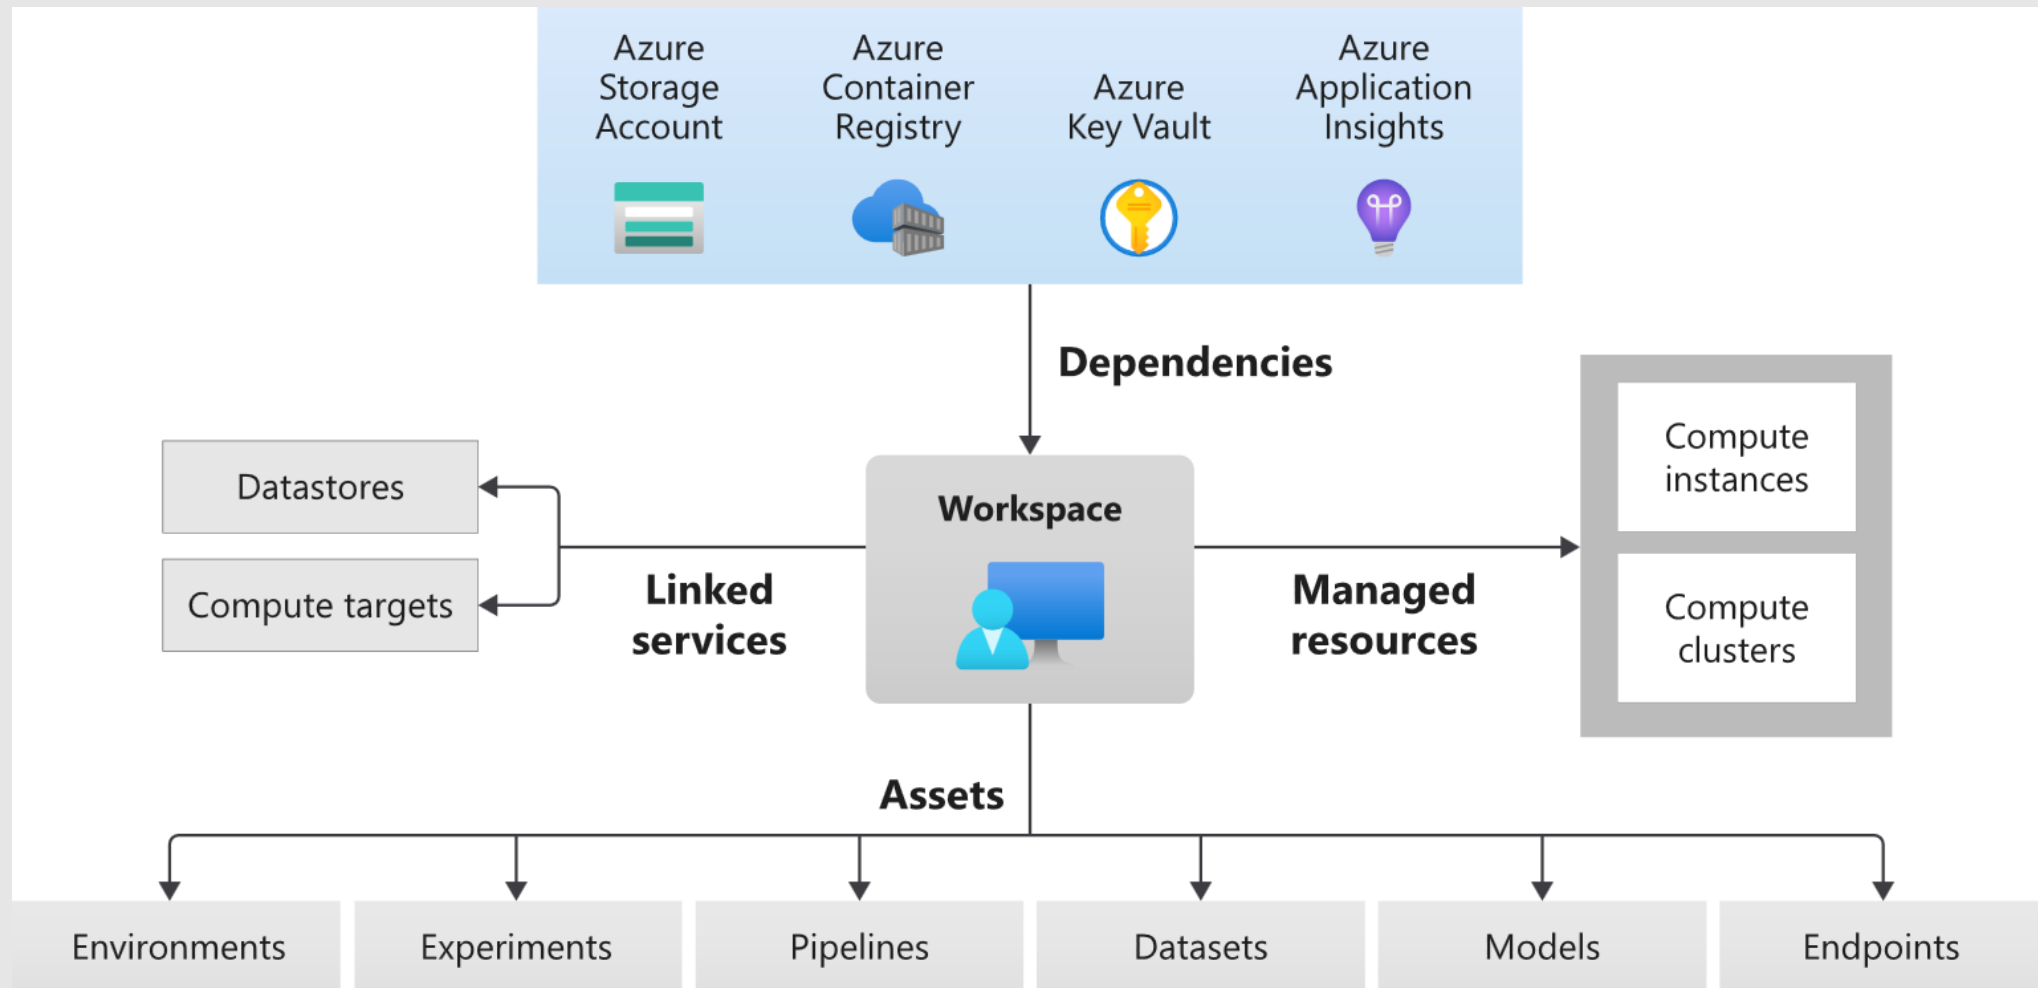 Azure
Storage
Account
Azure
Container
Registry
Azure
Key Vault
Azure
Application
Insights
Dependencies
Datastores
Compute targets
Linked
services
Workspace
Managed
resources
Compute
instances
Compute
clusters
Assets
Environments
Experiments
Pipelines
Datasets
Models
Endpoints